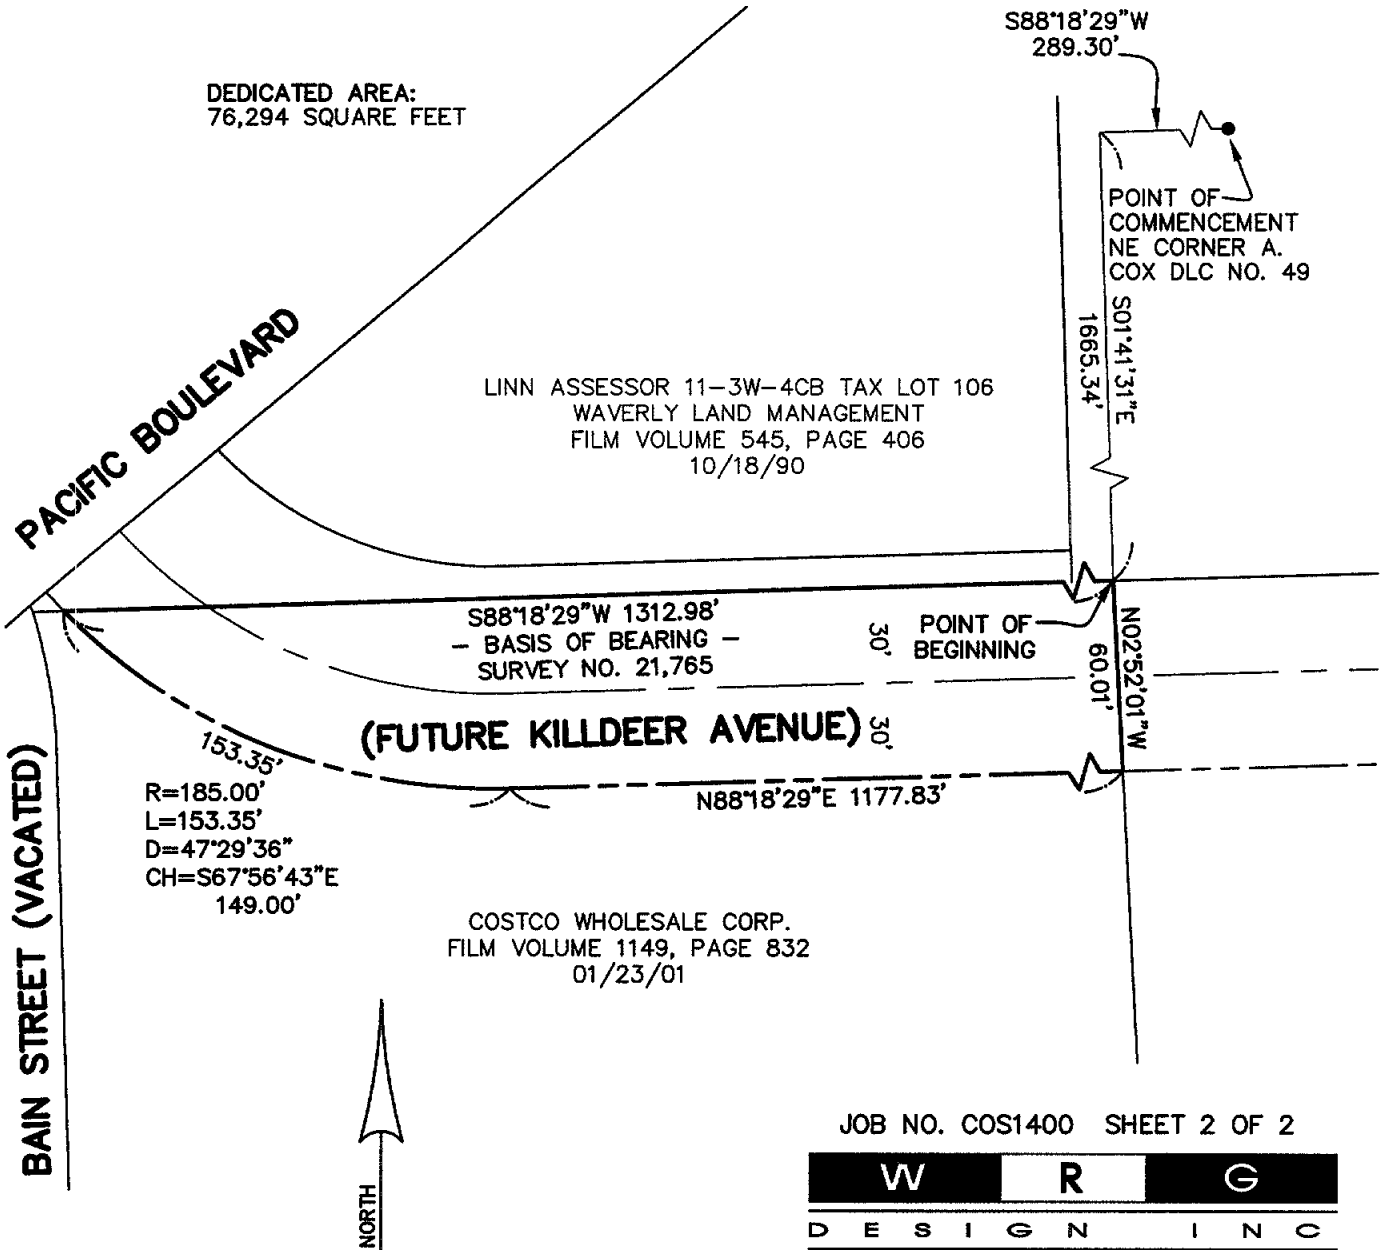 S88°18'29"W
289.30'
DEDICATED AREA:
76,294 SQUARE FEET
POINT OF
COMMENCEMENT
NE CORNER A.
COX DLC NO. 49
S01°41'31"E
1665.34'
PACIFIC BOULEVARD
LINN ASSESSOR 11-3W-4CB TAX LOT 106
WAVERLY LAND MANAGEMENT
FILM VOLUME 545, PAGE 406
10/18/90
S88°18'29"W 1312.98'
- BASIS OF BEARING -
SURVEY NO. 21,765
30'
POINT OF
BEGINNING
N02°52'01"W
60.01'
(FUTURE KILLDEER AVENUE)
30'
153.35'
R=185.00'
L=153.35'
D=47°29'36"
CH=S67°56'43"E
149.00'
N88°18'29"E 1177.83'
BAIN STREET (VACATED)
COSTCO WHOLESALE CORP.
FILM VOLUME 1149, PAGE 832
01/23/01
NORTH
JOB NO. COS1400 SHEET 2 OF 2
W R G
DESIGN INC